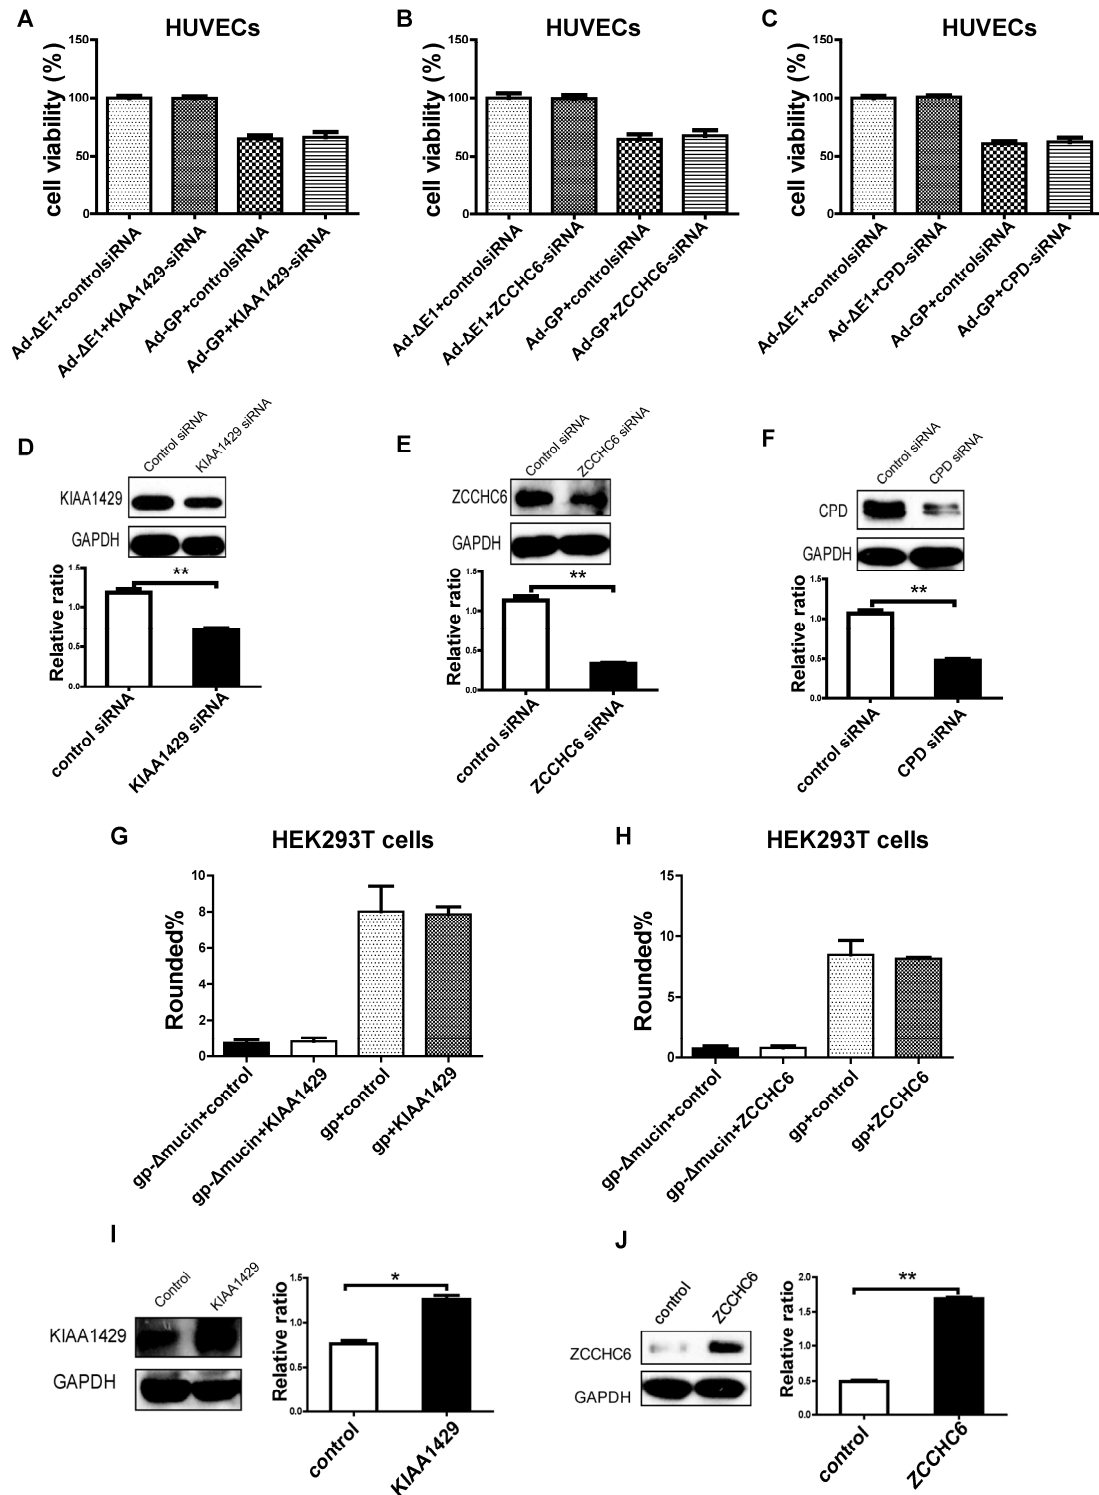 A
HUVECs
cell viability (%)
150
100
50
0
Ad-ΔE1+controlsiRNA
Ad-ΔE1+KIAA1429-siRNA
Ad-GP+controlsiRNA
Ad-GP+KIAA1429-siRNA
B
HUVECs
cell viability (%)
150
100
50
0
Ad-ΔE1+controlsiRNA
Ad-ΔE1+ZCCHC6-siRNA
Ad-GP+controlsiRNA
Ad-GP+ZCCHC6-siRNA
C
HUVECs
cell viability (%)
150
100
50
0
Ad-ΔE1+controlsiRNA
Ad-ΔE1+CPD-siRNA
Ad-GP+controlsiRNA
Ad-GP+CPD-siRNA
D
Control siRNA
KIAA1429 siRNA
KIAA1429
GAPDH
Relative ratio
1.5
1.0
0.5
0.0
**
control siRNA
KIAA1429 siRNA
E
Control siRNA
ZCCHC6 siRNA
ZCCHC6
GAPDH
Relative ratio
1.5
1.0
0.5
0.0
**
control siRNA
ZCCHC6 siRNA
F
Control siRNA
CPD siRNA
CPD
GAPDH
Relative ratio
1.5
1.0
0.5
0.0
**
control siRNA
CPD siRNA
G
HEK293T cells
Rounded%
10
8
6
4
2
0
gp-Δmucin+control
gp-Δmucin+KIAA1429
gp+control
gp+KIAA1429
H
HEK293T cells
Rounded%
15
10
5
0
gp-Δmucin+control
gp-Δmucin+ZCCHC6
gp+control
gp+ZCCHC6
I
Control
KIAA1429
KIAA1429
GAPDH
Relative ratio
1.5
1.0
0.5
0.0
*
control
KIAA1429
J
control
ZCCHC6
ZCCHC6
GAPDH
Relative ratio
2.0
1.5
1.0
0.5
0.0
**
control
ZCCHC6